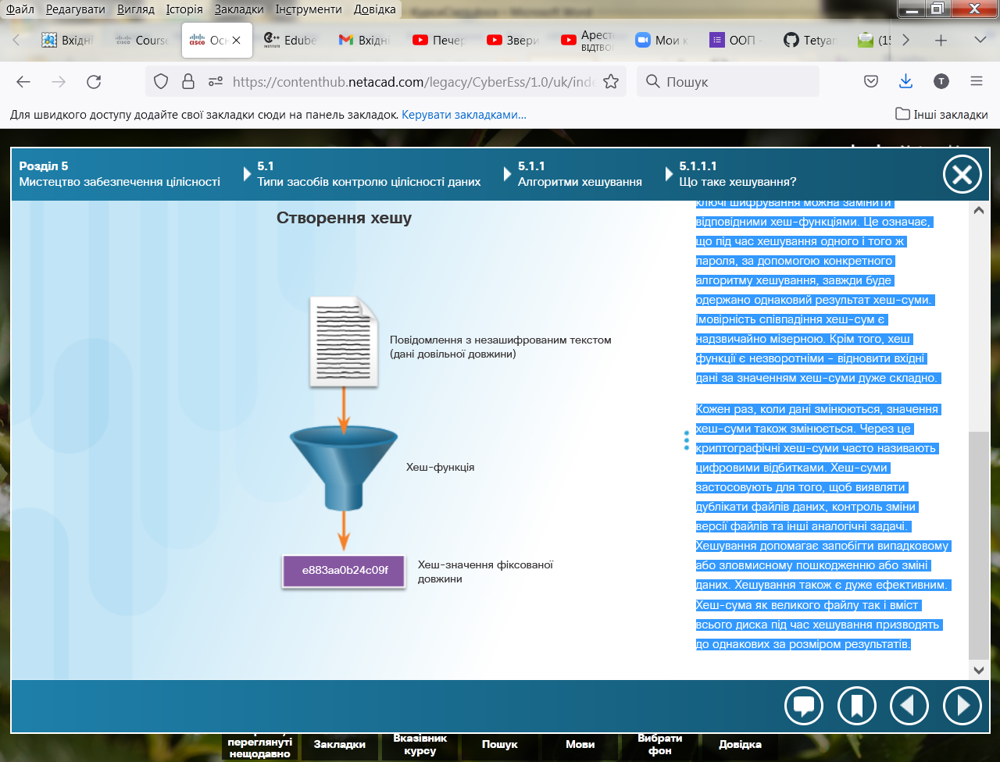 Файл Редагувати Вигляд Історія Закладки Інструменти Довідка
Вхідні
Course
cisco
Осн
Edube
Вхідні
Печер
Звери
Арест
ВІДТВО
Мои к
ООП -
Tetyan
(15
https://contenthub.netacad.com/legacy/CyberEss/1.0/uk/inde
Пошук
T
Для швидкого доступу додайте свої закладки сюди на панель закладок. Керувати закладками...
Інші закладки
Розділ 5
Мистецтво забезпечення цілісності
5.1
Типи засобів контролю цілісності даних
5.1.1
Алгоритми хешування
5.1.1.1
Що таке хешування?
Створення хешу
Повідомлення з незашифрованим текстом
(дані довільної довжини)
Хеш-функція
e883aa0b24c09f
Хеш-значення фіксованої
довжини
ключі шифрування можна замінити
відповідними хеш-функціями. Це означає,
що під час хешування одного і того ж
пароля, за допомогою конкретного
алгоритму хешування, завжди буде
одержано однаковий результат хеш-суми.
Імовірність співпадіння хеш-сум є
надзвичайно мізерною. Крім того, хеш
функції є незворотніми – відновити вхідні
дані за значенням хеш-суми дуже складно.
Кожен раз, коли дані змінюються, значення
хеш-суми також змінюється. Через це
криптографічні хеш-суми часто називають
цифровими відбитками. Хеш-суми
застосовують для того, щоб виявляти
дублікати файлів даних, контроль зміни
версії файлів та інші аналогічні задачі.
Хешування допомагає запобігти випадковому
або зловмисному пошкодженню або зміні
даних. Хешування також є дуже ефективним.
Хеш-сума як великого файлу так і вміст
всього диска під час хешування призводять
до однакових за розміром результатів.
переглянуті
нещодавно
Закладки
Вказівник
курсу
Пошук
Мови
Вибрати
фон
Довідка